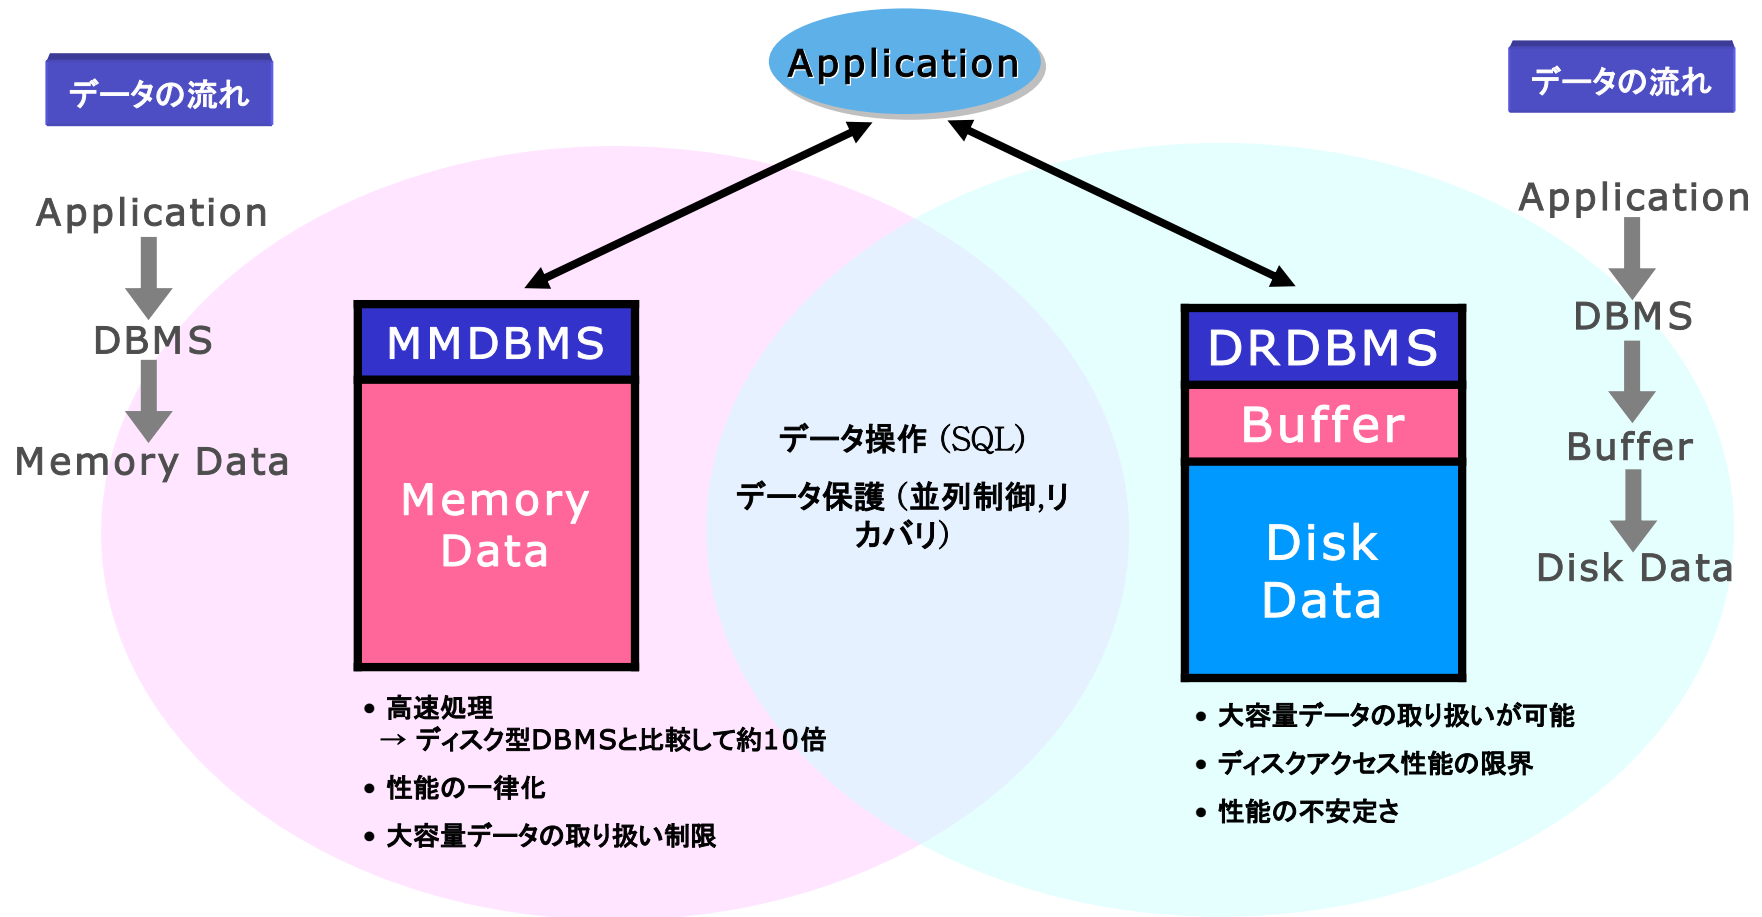 Application
データの流れ
Application
DBMS
Memory Data
MMDBMS
Memory
Data
• 高速処理
→ ディスク型DBMSと比較して約10倍
• 性能の一律化
• 大容量データの取り扱い制限
データ操作 (SQL)
データ保護 (並列制御,リ
カバリ)
DRDBMS
Buffer
Disk
Data
• 大容量データの取り扱いが可能
• ディスクアクセス性能の限界
• 性能の不安定さ
データの流れ
Application
DBMS
Buffer
Disk Data